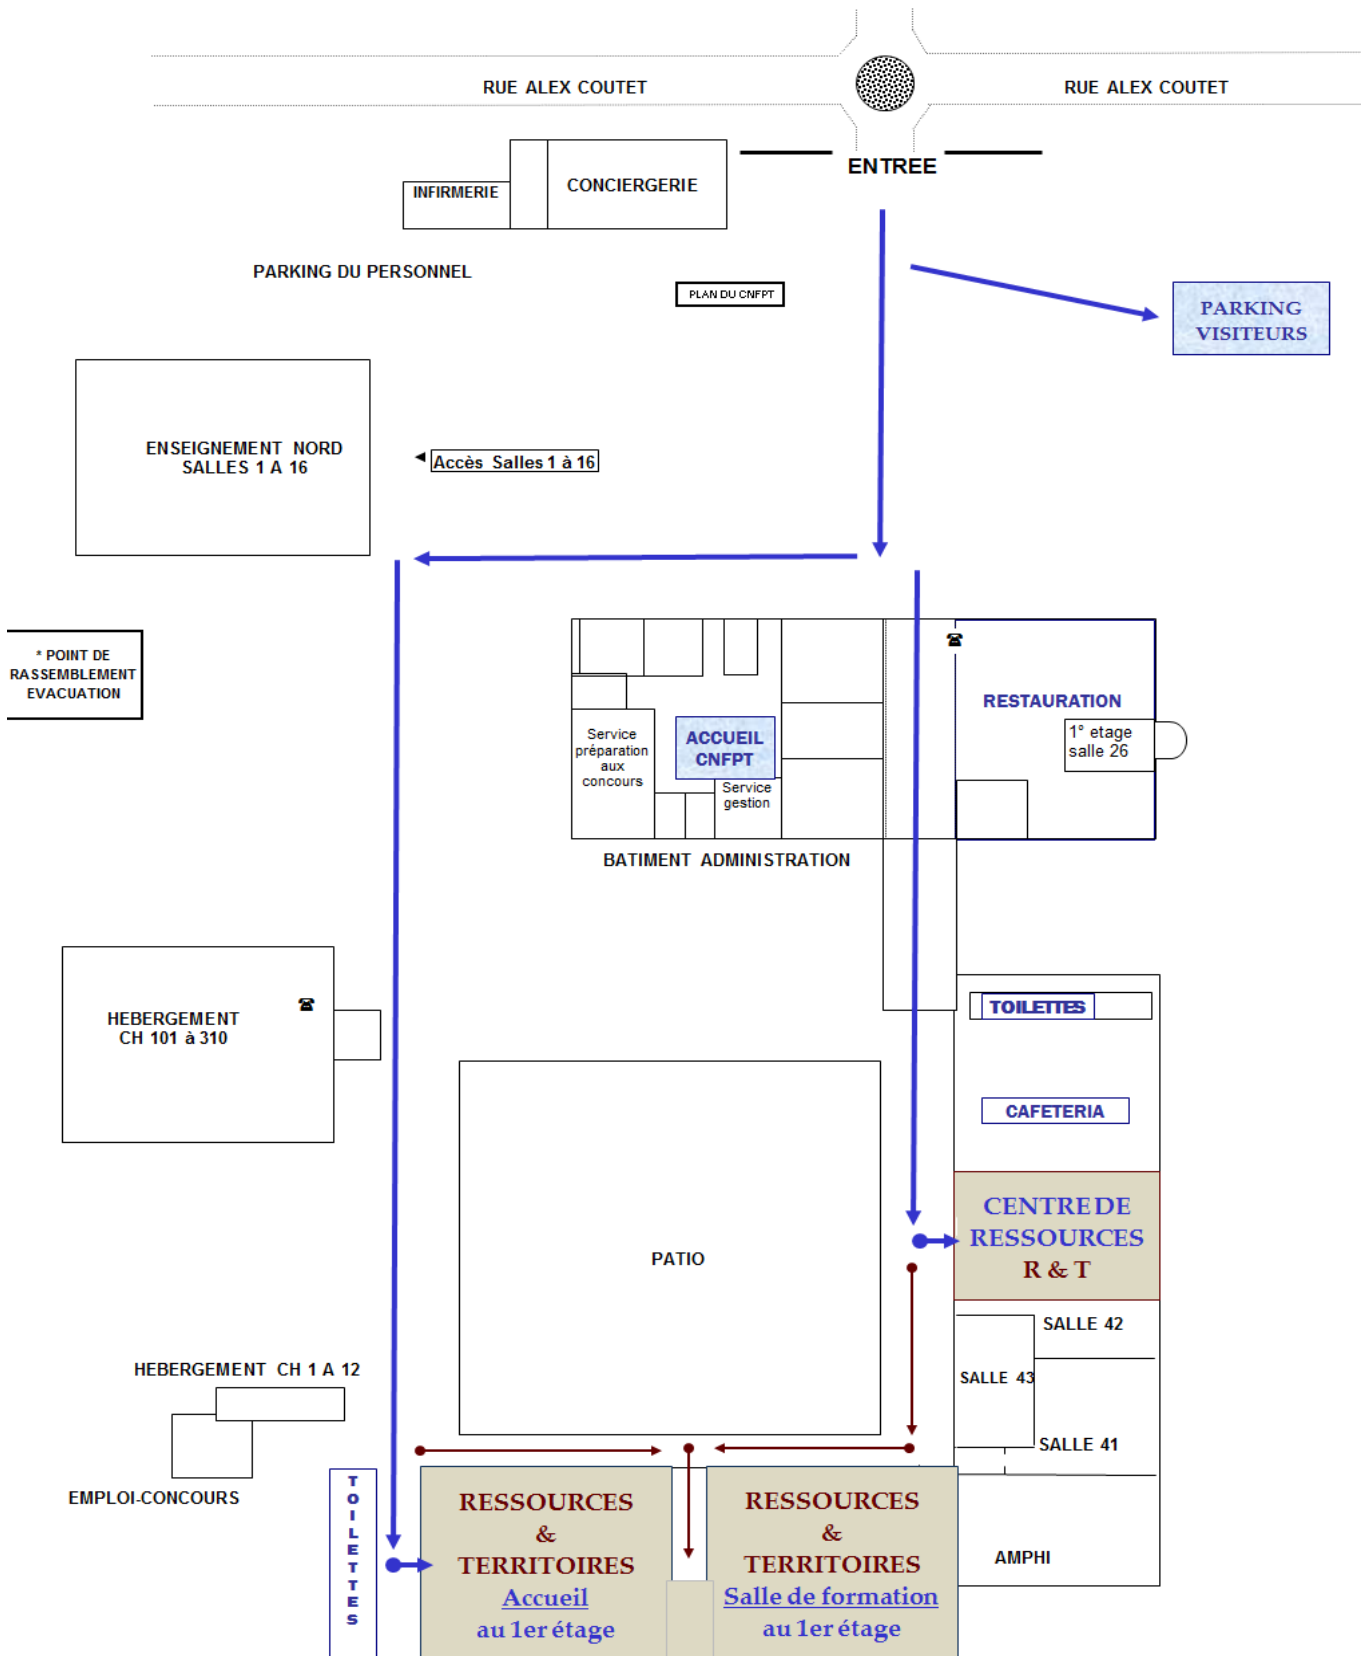 RUE ALEX COUTET
RUE ALEX COUTET
ENTREE
INFIRMERIE
CONCIERGERIE
PARKING DU PERSONNEL
PLAN DU CNFPT
PARKING
VISITEURS
ENSEIGNEMENT NORD
SALLES 1 A 16
Accès Salles 1 à 16
* POINT DE
RASSEMBLEMENT
EVACUATION
RESTAURATION
1° etage
salle 26
Service
préparation
aux
concours
ACCUEIL
CNFPT
Service
gestion
BATIMENT ADMINISTRATION
HEBERGEMENT
CH 101 à 310
TOILETTES
CAFETERIA
CENTRE DE
RESSOURCES
R & T
PATIO
SALLE 42
SALLE 43
SALLE 41
HEBERGEMENT CH 1 A 12
EMPLOI-CONCOURS
TOILETTES
RESSOURCES
&
TERRITOIRES
Accueil
au 1er étage
RESSOURCES
&
TERRITOIRES
Salle de formation
au 1er étage
AMPHI